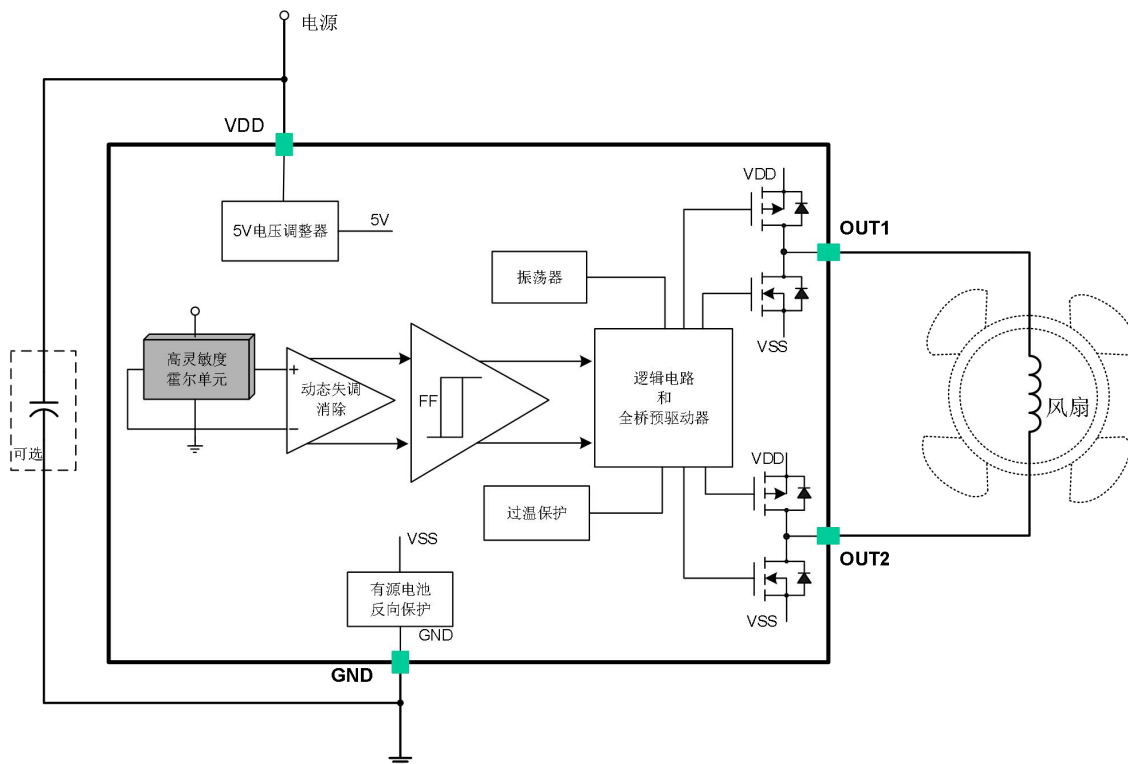 电源
VDD
5V电压调整器
5V
VDD
OUT1
振荡器
VSS
高灵敏度
霍尔单元
+
−
动态失调
消除
FF
逻辑电路
和
全桥预驱动器
风扇
可选
VDD
过温保护
VSS
OUT2
有源电池
反向保护
VSS
GND
GND